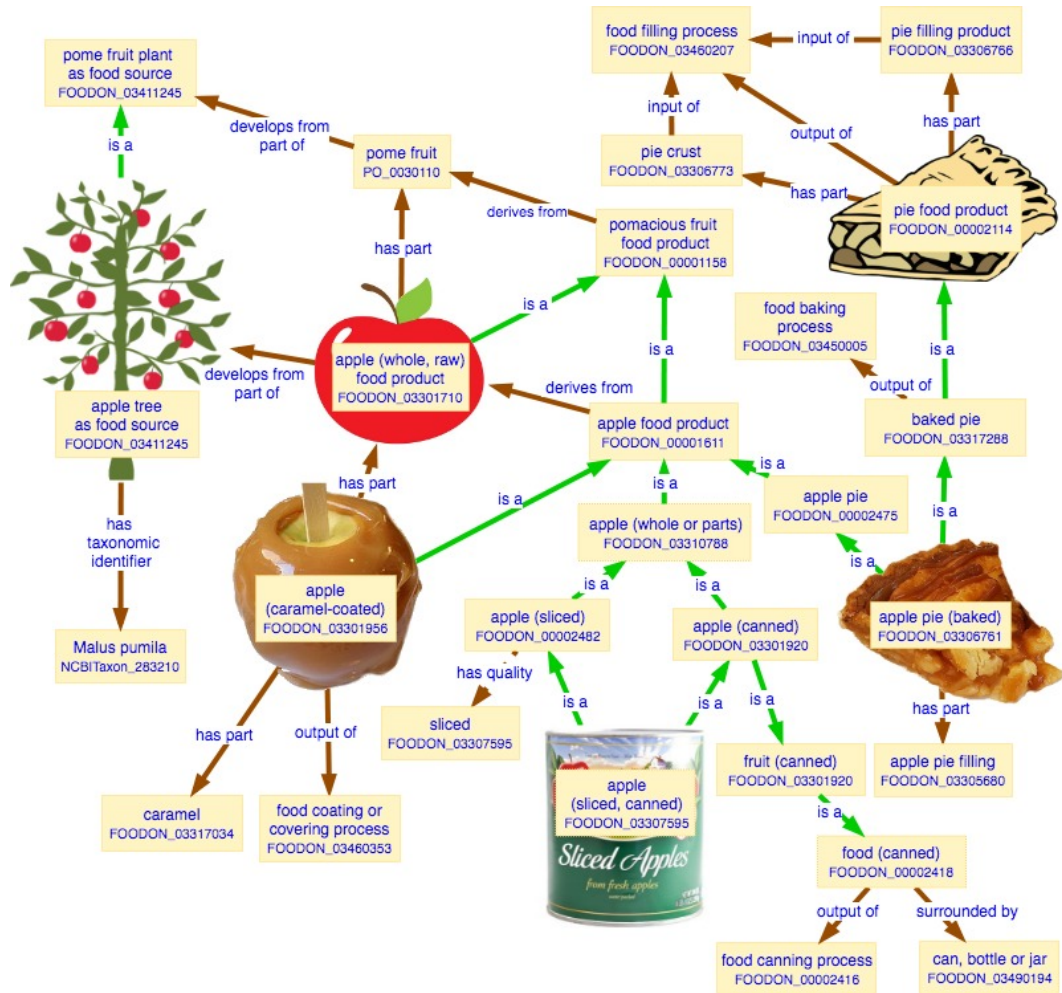 pome fruit plant
as food source
FOODON_03411245
food filling process
FOODON_03460207
input of
pie filling product
FOODON_03306766
is a
develops from
part of
input of
output of
has part
pome fruit
PO_0030110
pie crust
FOODON_03306773
has part
derives from
pomacious fruit
food product
FOODON_00001158
pie food product
FOODON_00002114
has part
is a
food baking
process
FOODON_03450005
is a
is a
apple (whole, raw)
food product
FOODON_03301710
develops from
part of
derives from
output of
apple tree
as food source
FOODON_03411245
apple food product
FOODON_00001611
baked pie
FOODON_03317288
has part
is a
is a
is a
apple pie
FOODON_00002475
is a
has
taxonomic
identifier
apple (whole or parts)
FOODON_03310788
is a
is a
is a
apple
(caramel-coated)
FOODON_03301956
apple (sliced)
FOODON_00002482
apple (canned)
FOODON_03301920
apple pie (baked)
FOODON_03306761
Malus pumila
NCBITaxon_283210
has quality
is a
is a
is a
has part
sliced
FOODON_03307595
has part
output of
fruit (canned)
FOODON_03301920
apple pie filling
FOODON_03305680
apple
(sliced, canned)
FOODON_03307595
caramel
FOODON_03317034
food coating or
covering process
FOODON_03460353
is a
Sliced Apples
from fresh apples
food (canned)
FOODON_00002418
output of
surrounded by
food canning process
FOODON_00002416
can, bottle or jar
FOODON_03490194